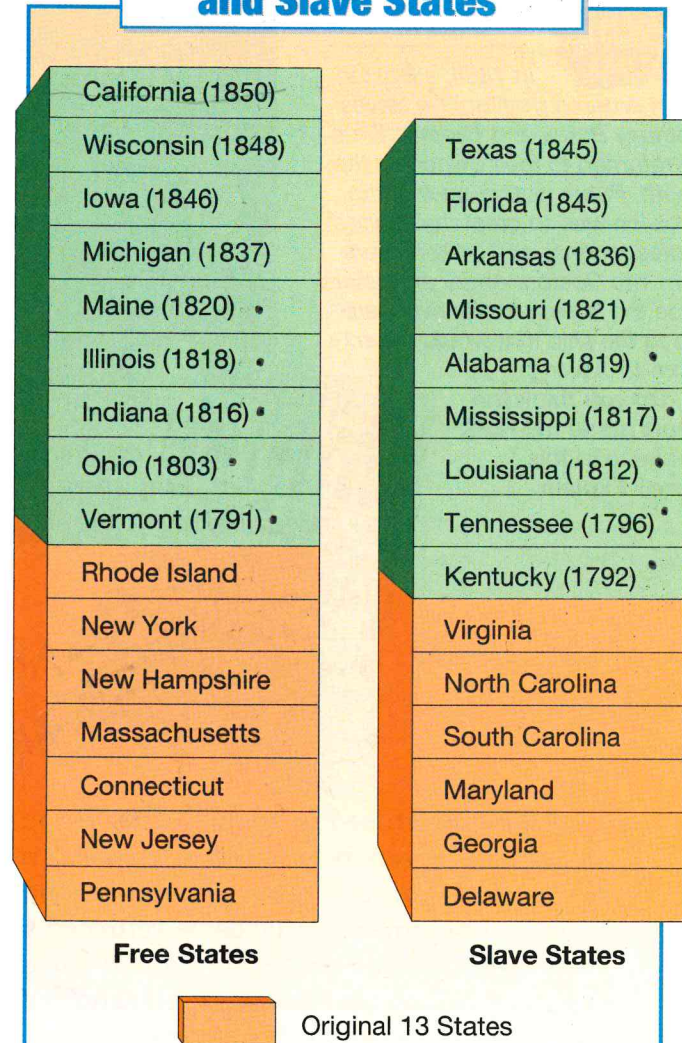 and Slave States
California (1850)
Wisconsin (1848)
Iowa (1846)
Michigan (1837)
Maine (1820)
Illinois (1818)
Indiana (1816)
Ohio (1803)
Vermont (1791)
Rhode Island
New York
New Hampshire
Massachusetts
Connecticut
New Jersey
Pennsylvania
Free States
Texas (1845)
Florida (1845)
Arkansas (1836)
Missouri (1821)
Alabama (1819)
Mississippi (1817)
Louisiana (1812)
Tennessee (1796)
Kentucky (1792)
Virginia
North Carolina
South Carolina
Maryland
Georgia
Delaware
Slave States
Original 13 States